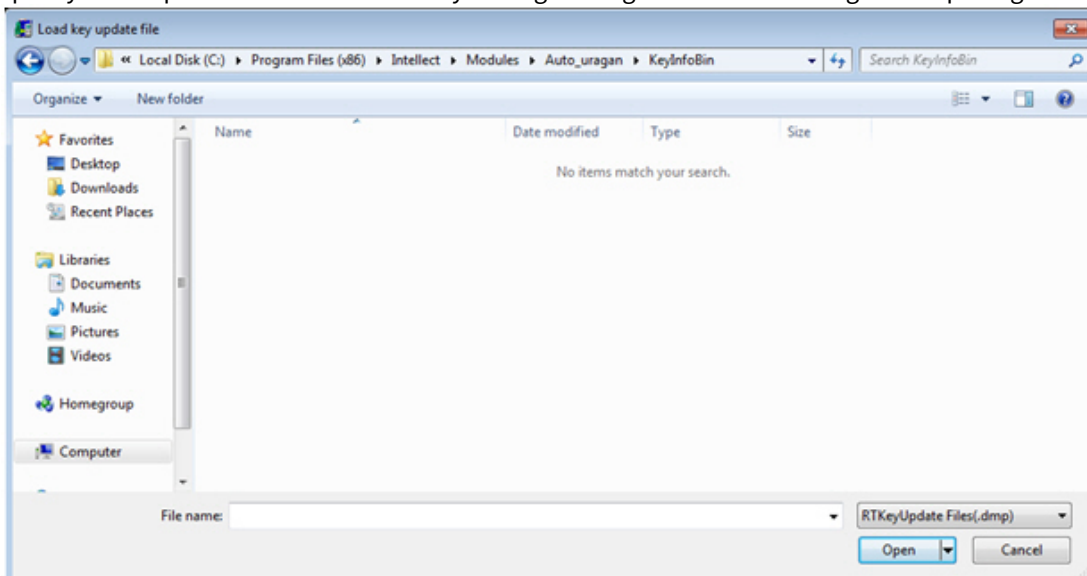 Load key update file
« Local Disk (C:) ▸ Program Files (x86) ▸ Intellect ▸ Modules ▸ Auto_uragan ▸ KeyInfoBin
Search KeyInfoBin
Organize
New folder
Name
Date modified
Type
Size
No items match your search.
Favorites
Desktop
Downloads
Recent Places
Libraries
Documents
Music
Pictures
Videos
Homegroup
Computer
File name:
RTKeyUpdate Files(.dmp)
Open
Cancel